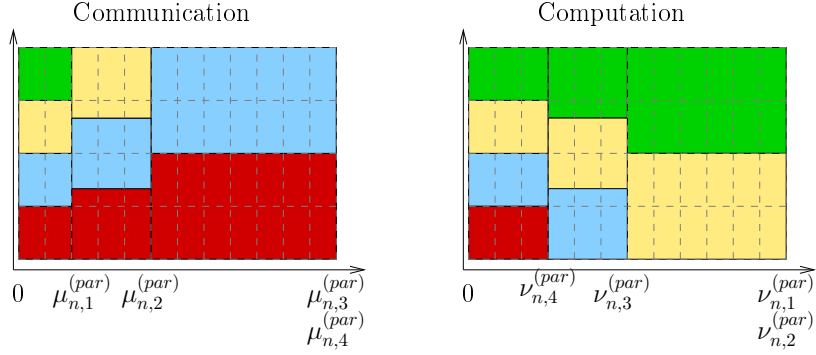 Communication
Computation
0 μ_{n,1}^{(par)} μ_{n,2}^{(par)} μ_{n,3}^{(par)}
μ_{n,4}^{(par)}
0 ν_{n,4}^{(par)} ν_{n,3}^{(par)} ν_{n,1}^{(par)}
ν_{n,2}^{(par)}